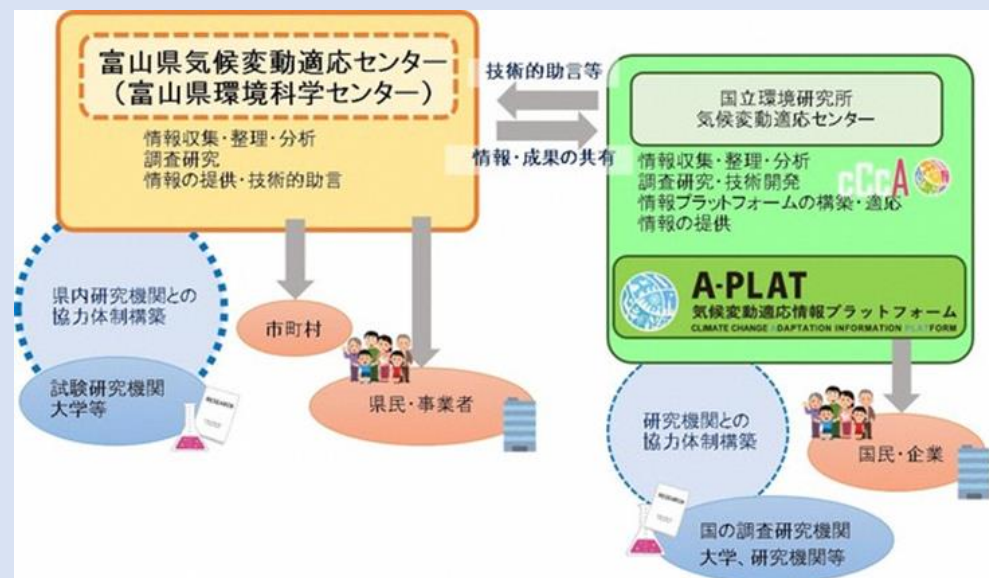 富山県気候変動適応センター
(富山県環境科学センター)
情報収集・整理・分析
調査研究
情報の提供・技術的助言
技術的助言等
情報・成果の共有
国立環境研究所
気候変動適応センター
情報収集・整理・分析
調査研究・技術開発
情報プラットフォームの構築・適応
情報の提供
CCCA
A-PLAT
気候変動適応情報プラットフォーム
CLIMATE CHANGE ADAPTATION INFORMATION PLATFORM
県内研究機関との
協力体制構築
試験研究機関
大学等
RESEARCH
市町村
県民・事業者
研究機関との
協力体制構築
国民・企業
RESEARCH
国の調査研究機関
大学、研究機関等